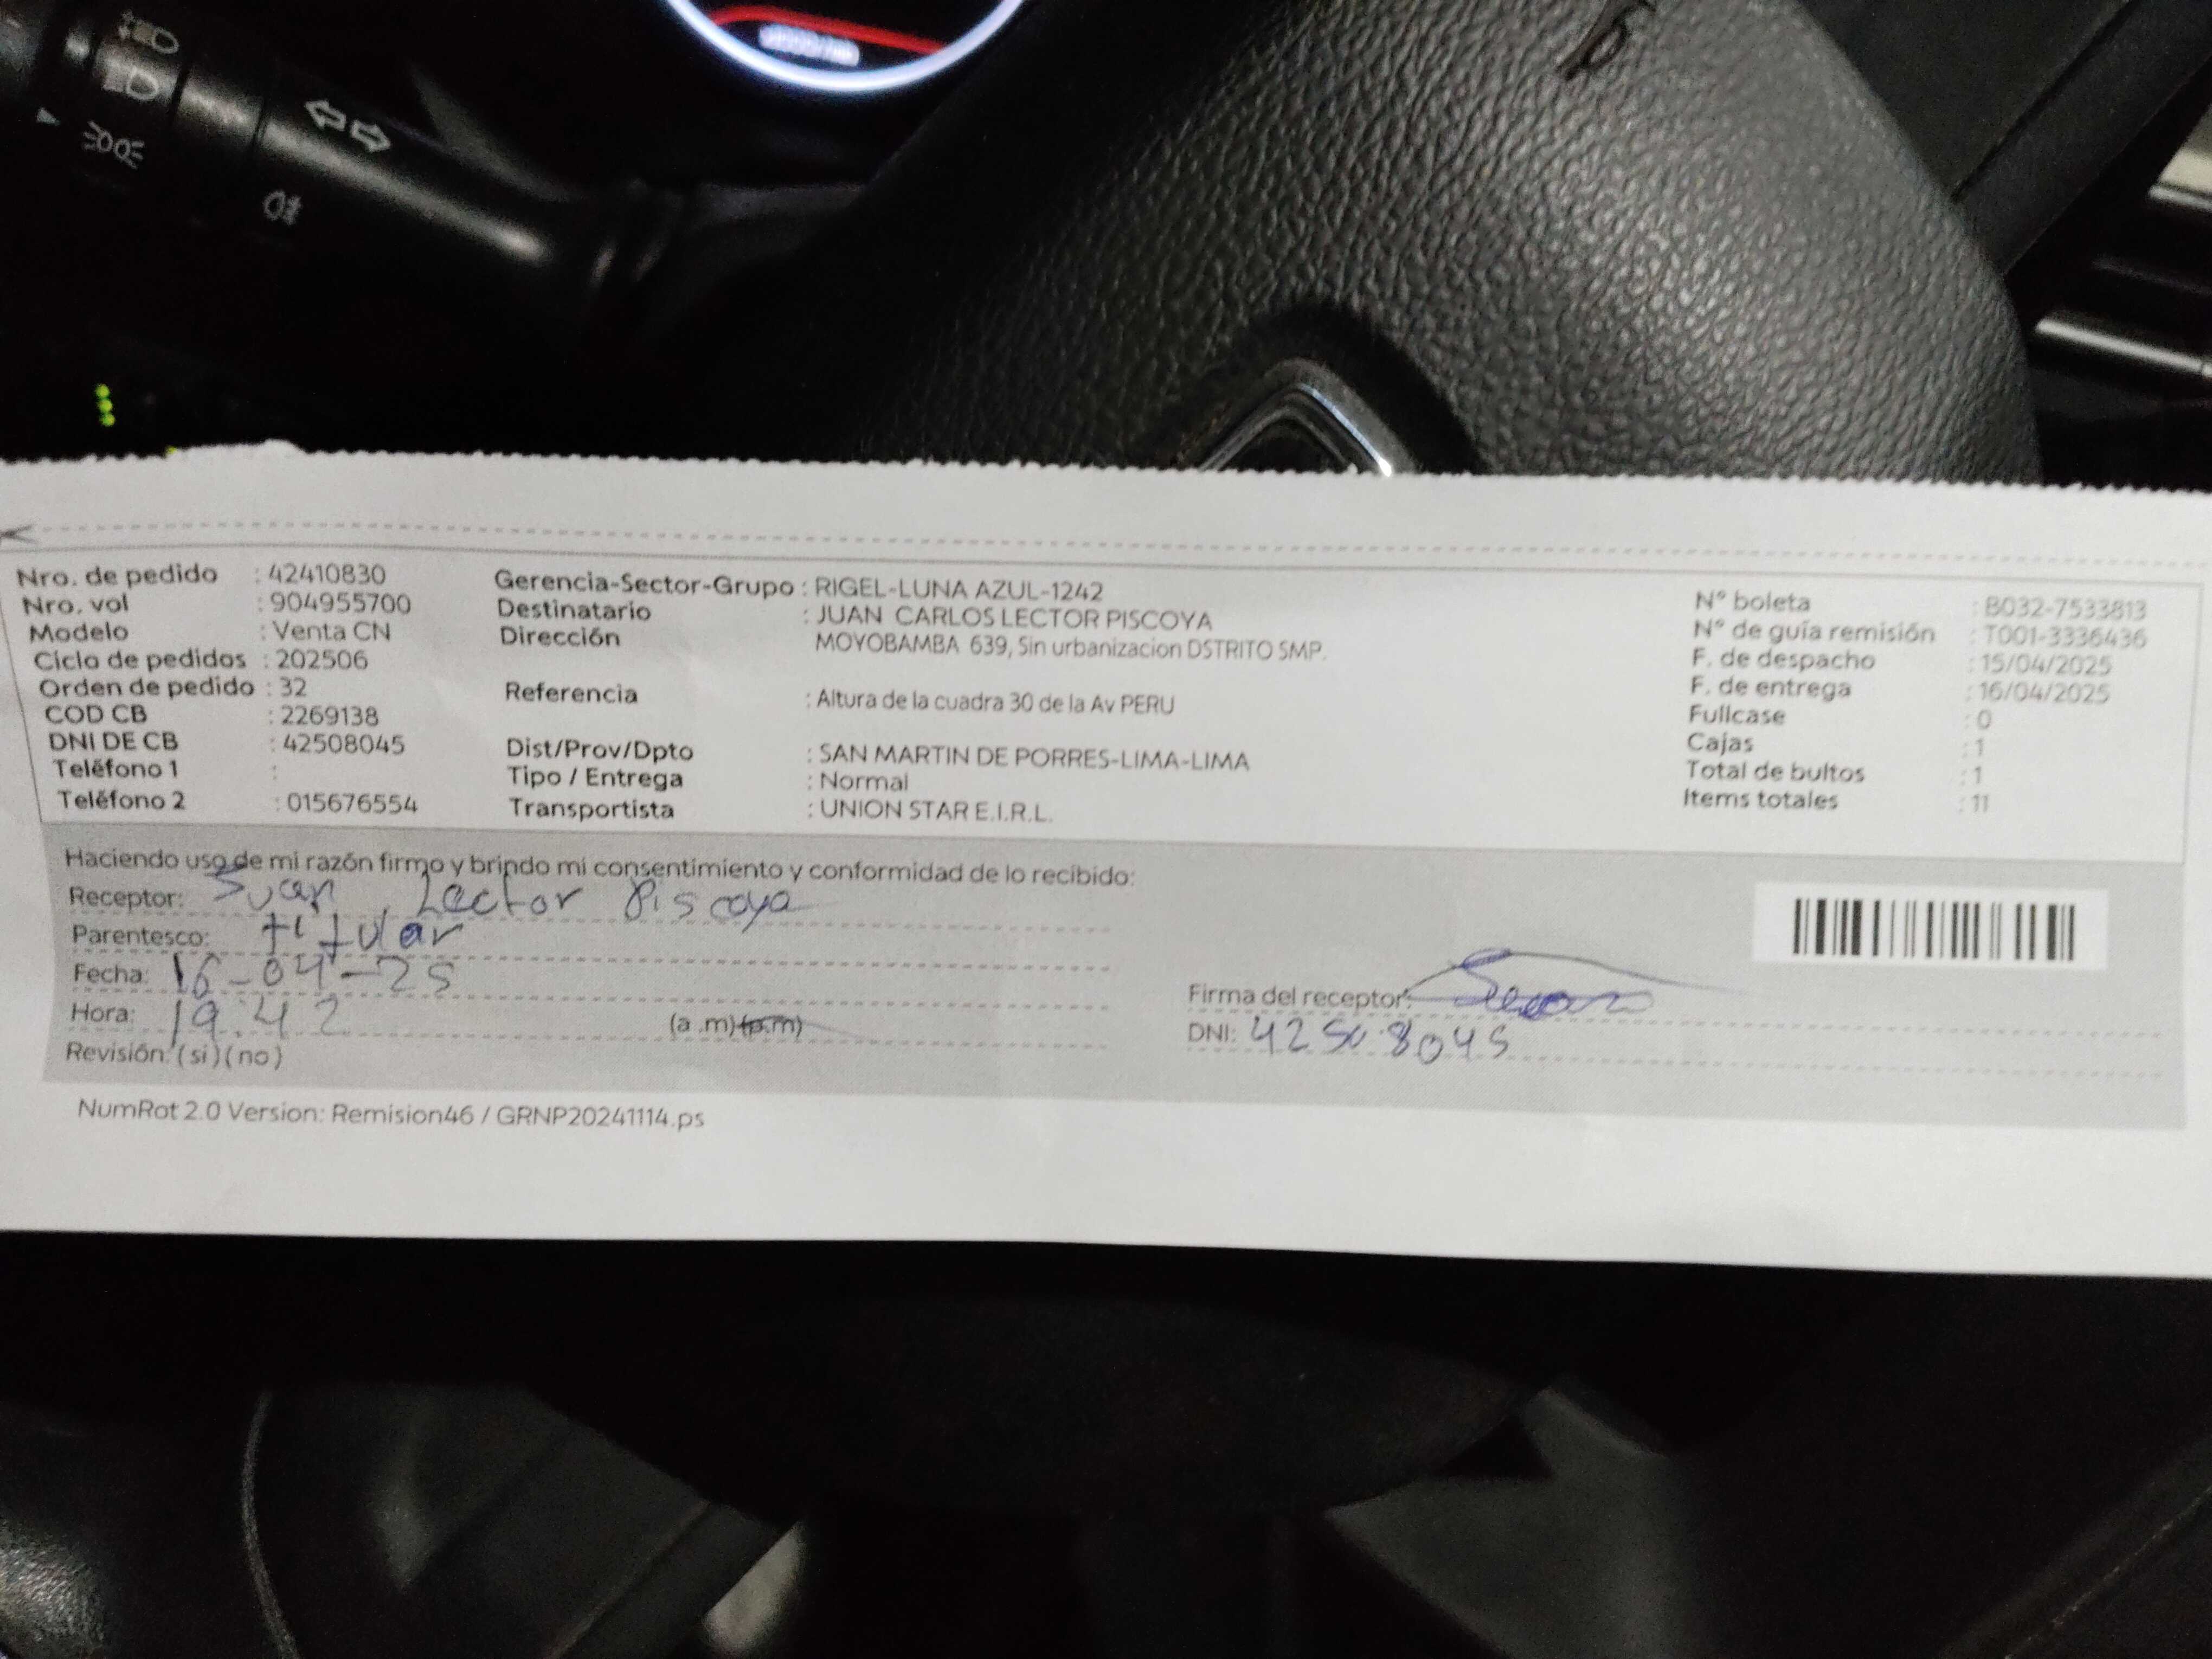 Nro. de pedido : 42410830
Nro. vol : 904955700
Modelo : Venta CN
Ciclo de pedidos : 202506
Orden de pedido : 32
COD CB : 2269138
DNI DE CB : 42508045
Teléfono 1 :
Teléfono 2 : 015676554
Gerencia-Sector-Grupo : RIGEL-LUNA AZUL-1242
Destinatario : JUAN CARLOS LECTOR PISCOYA
Dirección MOYOBAMBA 639, Sin urbanizacion DSTRITO SMP.
Referencia : Altura de la cuadra 30 de la Av PERU
Dist/Prov/Dpto : SAN MARTIN DE PORRES-LIMA-LIMA
Tipo / Entrega : Normal
Transportista : UNION STAR E.I.R.L.
N° boleta : B032-7533813
N° de guía remisión : T001-3336436
F. de despacho : 15/04/2025
F. de entrega : 16/04/2025
Fullcase : 0
Cajas : 1
Total de bultos : 1
Items totales : 11
Haciendo uso de mi razón firmo y brindo mi consentimiento y conformidad de lo recibido:
Receptor: Juan Lector Piscoya
Parentesco: titular
Fecha: 16-04-25
Hora: 19.42 (a .m)(p.m)
Revisión: (si)(no)
Firma del receptor:
DNI: 42508045
NumRot 2.0 Version: Remision46 / GRNP20241114.ps